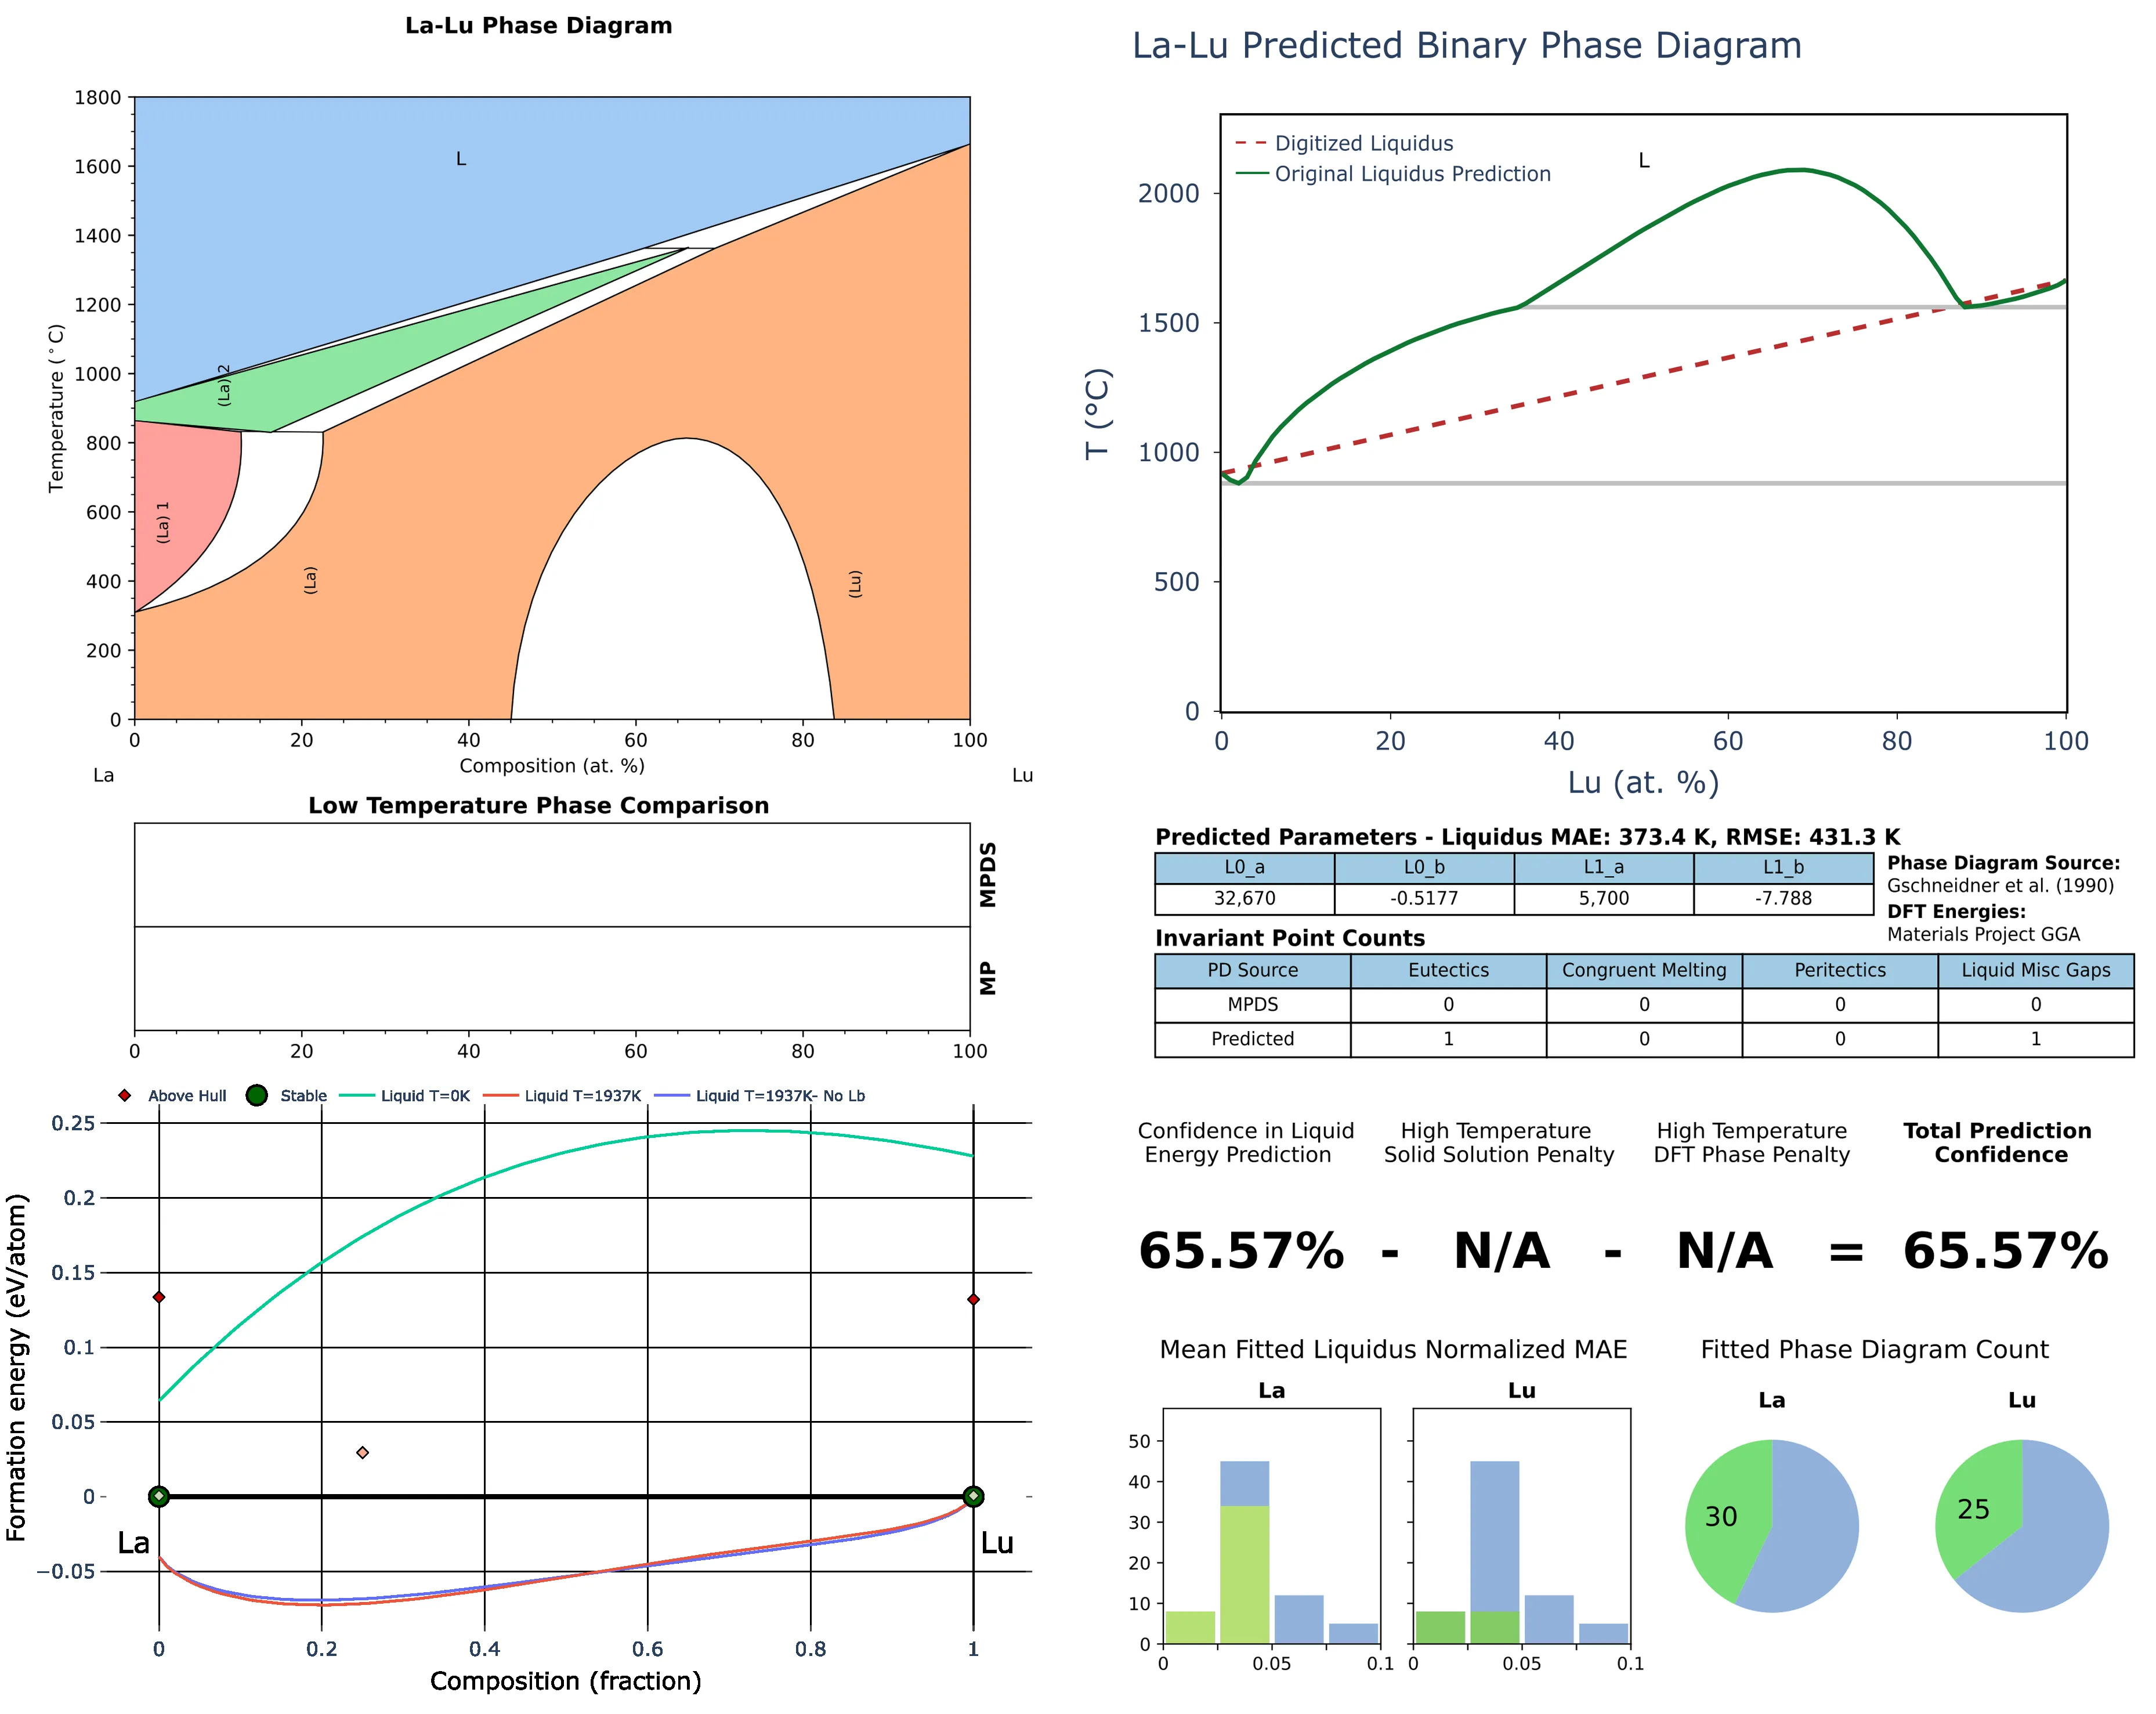 La-Lu Phase Diagram
1800
1600
1400
1200
1000
800
600
400
200
0
Temperature (°C)
L
(La) 2
(La) 1
(La)
(Lu)
0 20 40 60 80 100
Composition (at. %)
La Lu
Low Temperature Phase Comparison
MPDS
MP
0 20 40 60 80 100
Above Hull Stable Liquid T=0K Liquid T=1937K Liquid T=1937K- No Lb
0.25
0.2
0.15
0.1
0.05
0
−0.05
Formation energy (eV/atom)
La Lu
0 0.2 0.4 0.6 0.8 1
Composition (fraction)
La-Lu Predicted Binary Phase Diagram
Digitized Liquidus
Original Liquidus Prediction
L
2000
1500
1000
500
0
T (°C)
0 20 40 60 80 100
Lu (at. %)
Predicted Parameters - Liquidus MAE: 373.4 K, RMSE: 431.3 K
L0_a L0_b L1_a L1_b
32,670 -0.5177 5,700 -7.788
Phase Diagram Source:
Gschneidner et al. (1990)
DFT Energies:
Materials Project GGA
Invariant Point Counts
PD Source Eutectics Congruent Melting Peritectics Liquid Misc Gaps
MPDS 0 0 0 0
Predicted 1 0 0 1
Confidence in Liquid
Energy Prediction
High Temperature
Solid Solution Penalty
High Temperature
DFT Phase Penalty
Total Prediction
Confidence
65.57% - N/A - N/A = 65.57%
Mean Fitted Liquidus Normalized MAE
La Lu
50
40
30
20
10
0
0 0.05 0.1
0 0.05 0.1
Fitted Phase Diagram Count
La Lu
30 25